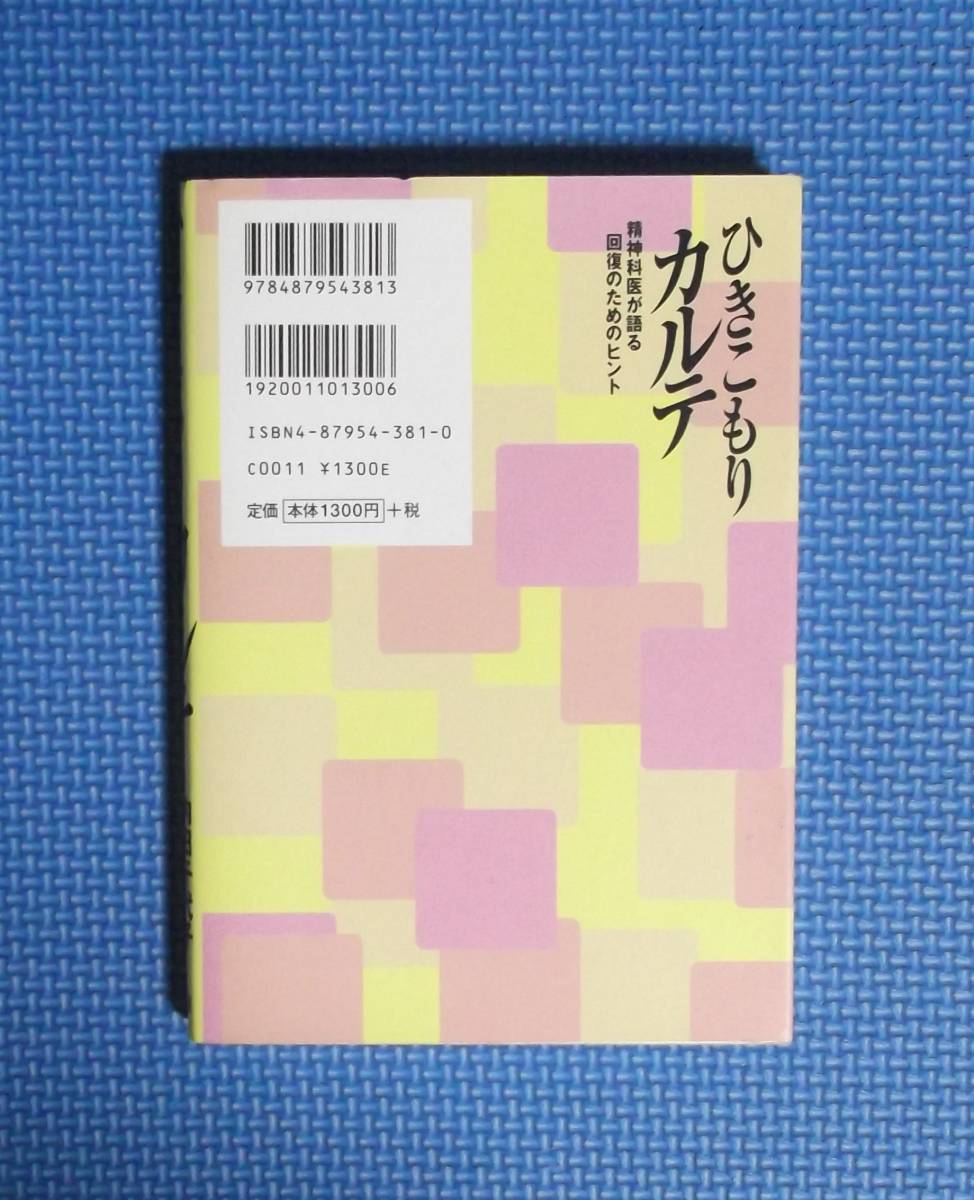 ひきこもり
カルテ
精神科医が語る
回復のためのヒント
9784879543813
1920011013006
ISBN4-87954-381-0
C0011 ¥1300E
定価 本体1300円 +税